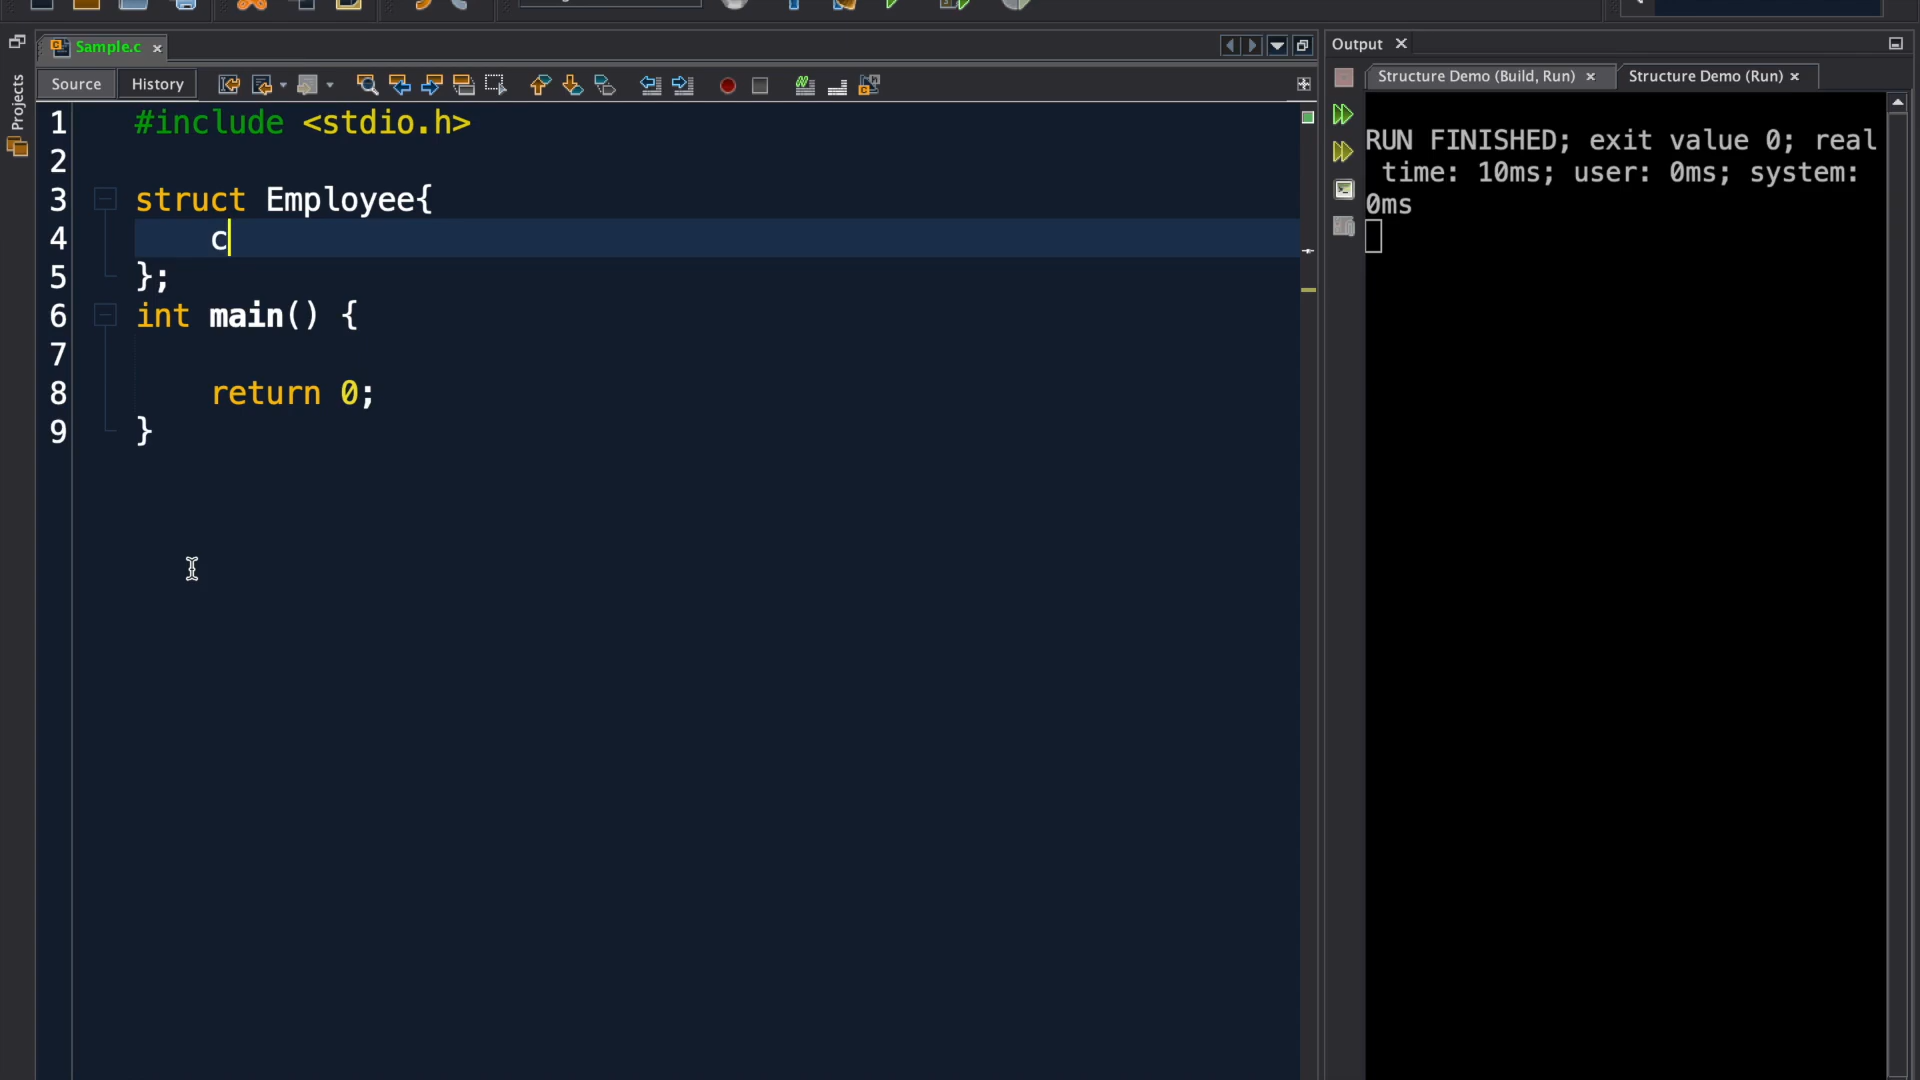 Sample.c
Source History
Projects
1 #include <stdio.h>
2
3 struct Employee{
4     c
5 };
6 int main() {
7
8     return 0;
9 }
Output
Structure Demo (Build, Run) Structure Demo (Run)
RUN FINISHED; exit value 0; real
 time: 10ms; user: 0ms; system:
0ms